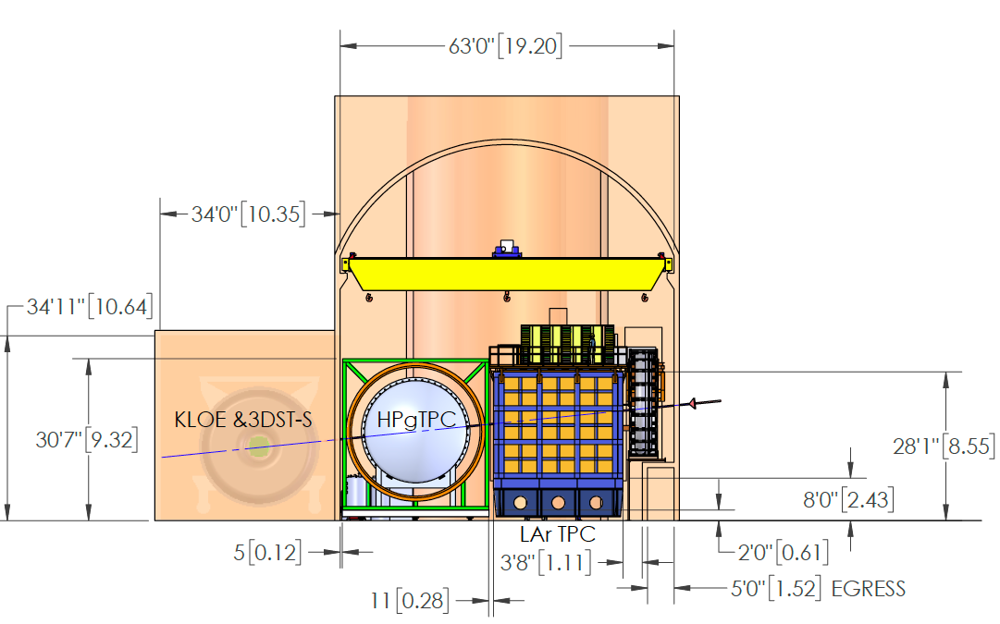 63'0"[19.20]
34'0"[10.35]
34'11"[10.64]
KLOE &3DST-S
HPgTPC
30'7"[9.32]
28'1"[8.55]
8'0"[2.43]
LAr TPC
5[0.12]
3'8"[1.11]
2'0"[0.61]
5'0"[1.52] EGRESS
11[0.28]